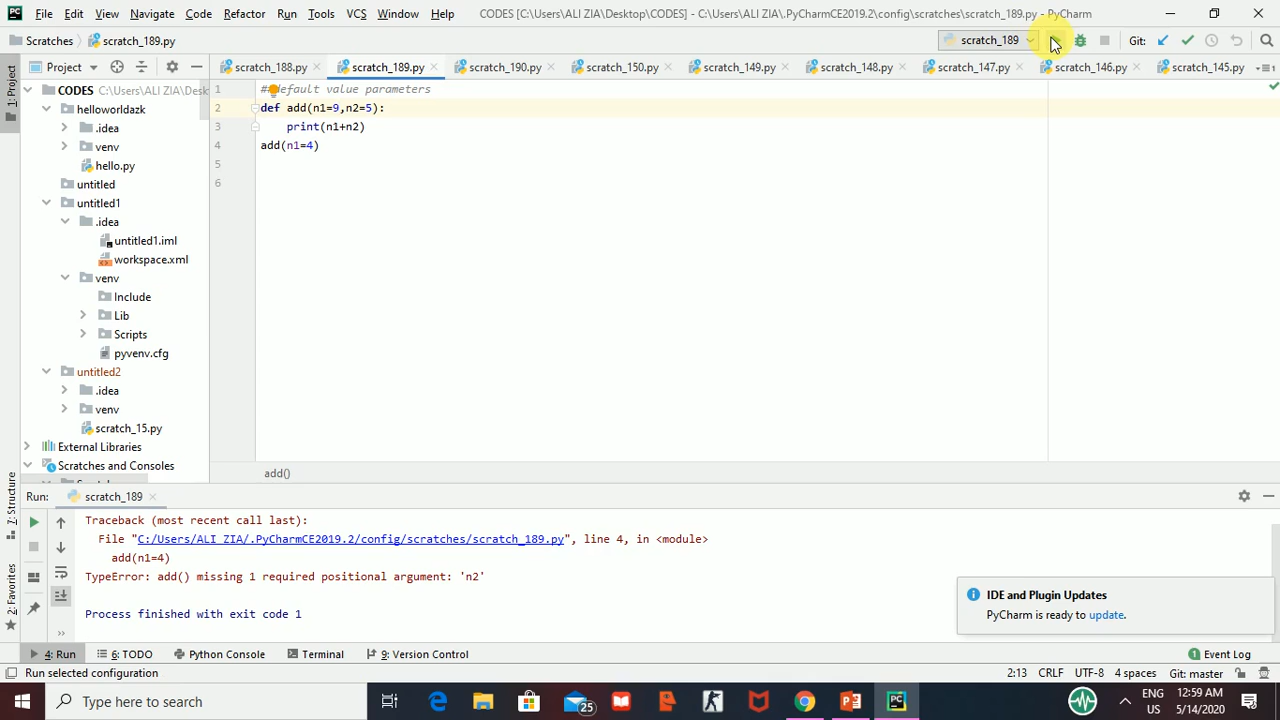 File Edit View Navigate Code Refactor Run Tools VCS Window Help CODES [C:\Users\ALI ZIA\Desktop\CODES] - C:\Users\ALI ZIA\.PyCharmCE2019.2\config\scratches\scratch_189.py - PyCharm
Scratches scratch_189.py scratch_189 Git:
1: Project
Project
scratch_188.py scratch_189.py scratch_190.py scratch_150.py scratch_149.py scratch_148.py scratch_147.py scratch_146.py scratch_145.py
CODES C:\Users\ALI ZIA\De
helloworldazk
.idea
venv
hello.py
untitled
untitled1
.idea
untitled1.iml
workspace.xml
venv
Include
Lib
Scripts
pyvenv.cfg
untitled2
.idea
venv
scratch_15.py
External Libraries
Scratches and Consoles
1 #default value parameters
2 def add(n1=9,n2=5):
3 print(n1+n2)
4 add(n1=4)
5
6
add()
Z: Structure
2: Favorites
Run: scratch_189
Traceback (most recent call last):
File "C:/Users/ALI ZIA/.PyCharmCE2019.2/config/scratches/scratch_189.py", line 4, in <module>
add(n1=4)
TypeError: add() missing 1 required positional argument: 'n2'
Process finished with exit code 1
IDE and Plugin Updates
PyCharm is ready to update.
4: Run 6: TODO Python Console Terminal 9: Version Control 1 Event Log
Run selected configuration 2:13 CRLF UTF-8 4 spaces Git: master
Type here to search 25 ENG US 12:59 AM 5/14/2020